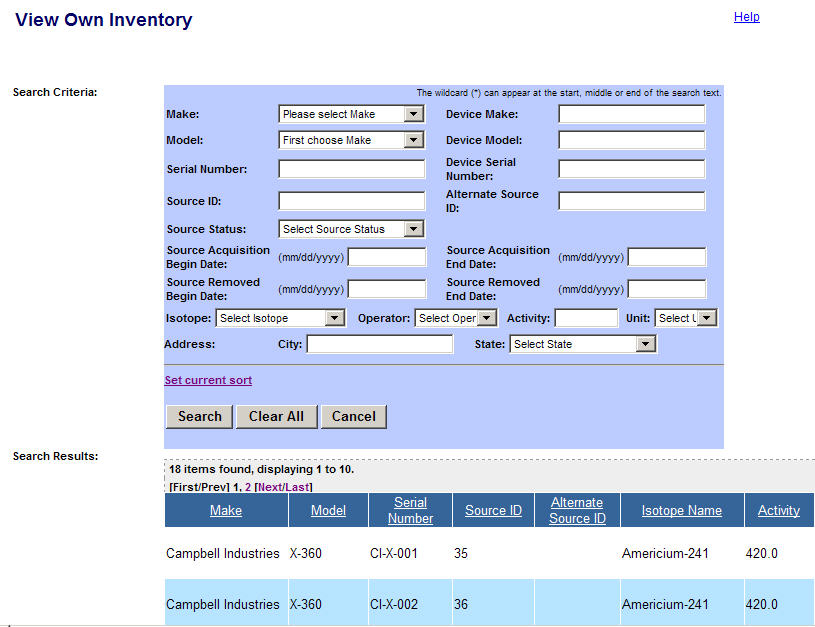 View Own Inventory
Help
Search Criteria:
The wildcard (*) can appear at the start, middle or end of the search text.
Make: Please select Make Device Make:
Model: First choose Make Device Model:
Serial Number: Device Serial
Number:
Source ID: Alternate Source
ID:
Source Status: Select Source Status
Source Acquisition (mm/dd/yyyy) Source Acquisition (mm/dd/yyyy)
Begin Date: End Date:
Source Removed (mm/dd/yyyy) Source Removed (mm/dd/yyyy)
Begin Date: End Date:
Isotope: Select Isotope Operator: Select Oper Activity: Unit: Select L
Address: City: State: Select State
Set current sort
Search Clear All Cancel
Search Results:
18 items found, displaying 1 to 10.
[First/Prev] 1, 2 [Next/Last]
Make Model Serial Number Source ID Alternate Source ID Isotope Name Activity
Campbell Industries X-360 CI-X-001 35 Americium-241 420.0
Campbell Industries X-360 CI-X-002 36 Americium-241 420.0